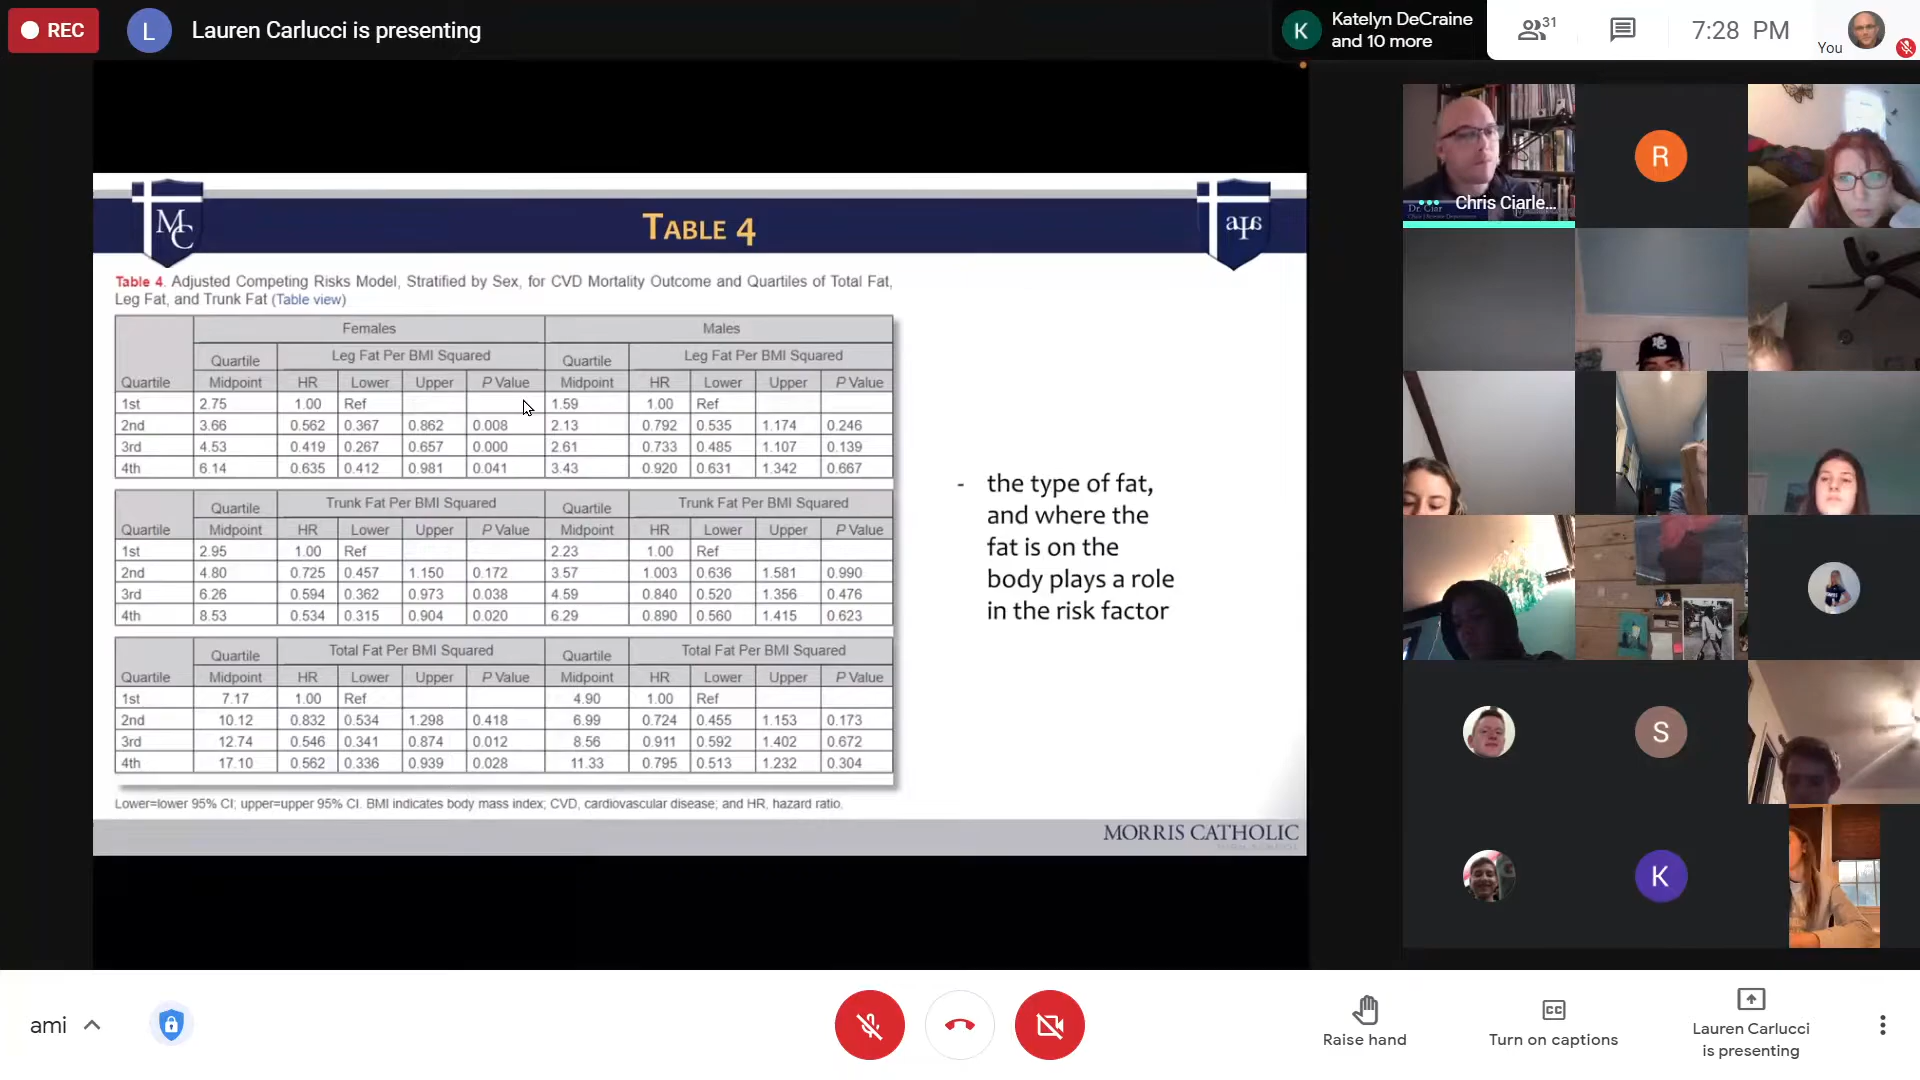 REC
L
Lauren Carlucci is presenting
K
Katelyn DeCraine
and 10 more
31
7:28 PM
You
MC
TABLE 4
Table 4. Adjusted Competing Risks Model, Stratified by Sex, for CVD Mortality Outcome and Quartiles of Total Fat,
Leg Fat, and Trunk Fat (Table view)
Females Males
Quartile Leg Fat Per BMI Squared Quartile Leg Fat Per BMI Squared
Quartile Midpoint HR Lower Upper P Value Midpoint HR Lower Upper P Value
1st 2.75 1.00 Ref 1.59 1.00 Ref
2nd 3.66 0.562 0.367 0.862 0.008 2.13 0.792 0.535 1.174 0.246
3rd 4.53 0.419 0.267 0.657 0.000 2.61 0.733 0.485 1.107 0.139
4th 6.14 0.635 0.412 0.981 0.041 3.43 0.920 0.631 1.342 0.667
Quartile Trunk Fat Per BMI Squared Quartile Trunk Fat Per BMI Squared
Quartile Midpoint HR Lower Upper P Value Midpoint HR Lower Upper P Value
1st 2.95 1.00 Ref 2.23 1.00 Ref
2nd 4.80 0.725 0.457 1.150 0.172 3.57 1.003 0.636 1.581 0.990
3rd 6.26 0.594 0.362 0.973 0.038 4.59 0.840 0.520 1.356 0.476
4th 8.53 0.534 0.315 0.904 0.020 6.29 0.890 0.560 1.415 0.623
Quartile Total Fat Per BMI Squared Quartile Total Fat Per BMI Squared
Quartile Midpoint HR Lower Upper P Value Midpoint HR Lower Upper P Value
1st 7.17 1.00 Ref 4.90 1.00 Ref
2nd 10.12 0.832 0.534 1.298 0.418 6.99 0.724 0.455 1.153 0.173
3rd 12.74 0.546 0.341 0.874 0.012 8.56 0.911 0.592 1.402 0.672
4th 17.10 0.562 0.336 0.939 0.028 11.33 0.795 0.513 1.232 0.304
Lower=lower 95% CI; upper=upper 95% CI. BMI indicates body mass index; CVD, cardiovascular disease; and HR, hazard ratio.
- the type of fat,
and where the
fat is on the
body plays a role
in the risk factor
MORRIS CATHOLIC
HIGH SCHOOL
Chris Ciarle...
Dr. Ciar
R
S
K
ami
Raise hand
CC
Turn on captions
Lauren Carlucci
is presenting